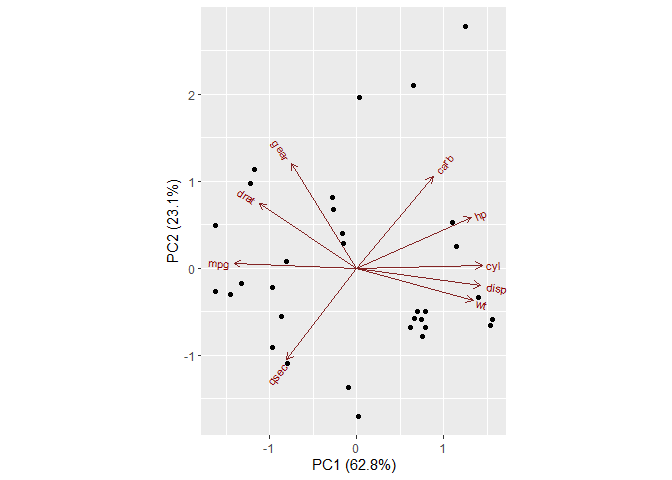 2
1
0
-1
PC2 (23.1%)
gear
carb
drat
hp
mpg
cyl
disp
wt
qsec
-1
0
1
PC1 (62.8%)